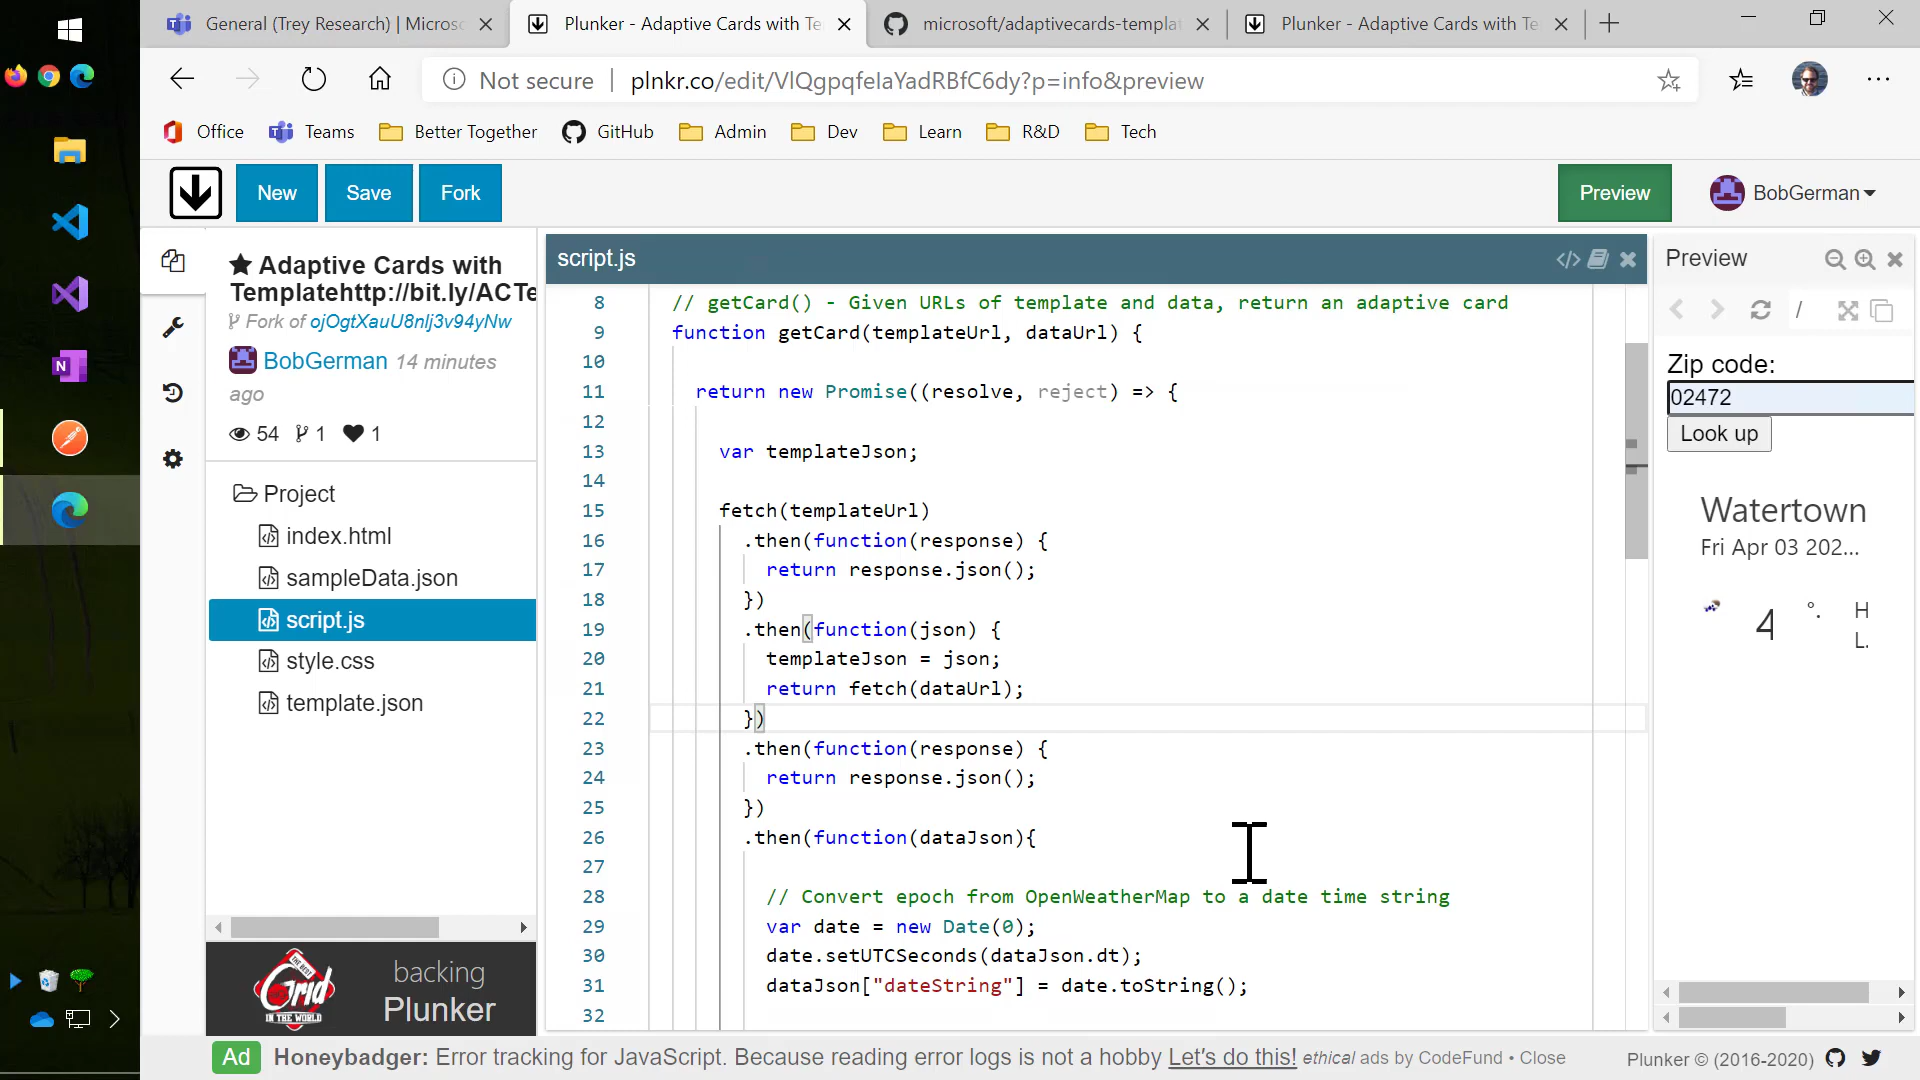 General (Trey Research) | Micros
Plunker - Adaptive Cards with Te
microsoft/adaptivecards-templat
Plunker - Adaptive Cards with Te
Not secure
plnkr.co/edit/VlQgpqfeIaYadRBfC6dy?p=info&preview
Office
Teams
Better Together
GitHub
Admin
Dev
Learn
R&D
Tech
New
Save
Fork
Preview
BobGerman
Adaptive Cards with
Templatehttp://bit.ly/ACTe
Fork of ojOgtXauU8nlj3v94yNw
BobGerman 14 minutes
ago
54 1 1
Project
index.html
sampleData.json
script.js
style.css
template.json
backing
Plunker
THE BEST
Grid
IN THE WORLD
script.js
8 // getCard() - Given URLs of template and data, return an adaptive card
9 function getCard(templateUrl, dataUrl) {
10
11 return new Promise((resolve, reject) => {
12
13 var templateJson;
14
15 fetch(templateUrl)
16 .then(function(response) {
17 return response.json();
18 })
19 .then(function(json) {
20 templateJson = json;
21 return fetch(dataUrl);
22 })
23 .then(function(response) {
24 return response.json();
25 })
26 .then(function(dataJson){
27
28 // Convert epoch from OpenWeatherMap to a date time string
29 var date = new Date(0);
30 date.setUTCSeconds(dataJson.dt);
31 dataJson["dateString"] = date.toString();
32
Preview
/
Zip code:
02472
Look up
Watertown
Fri Apr 03 202...
4 °. H
L.
Ad Honeybadger: Error tracking for JavaScript. Because reading error logs is not a hobby Let's do this! ethical ads by CodeFund • Close
Plunker © (2016-2020)